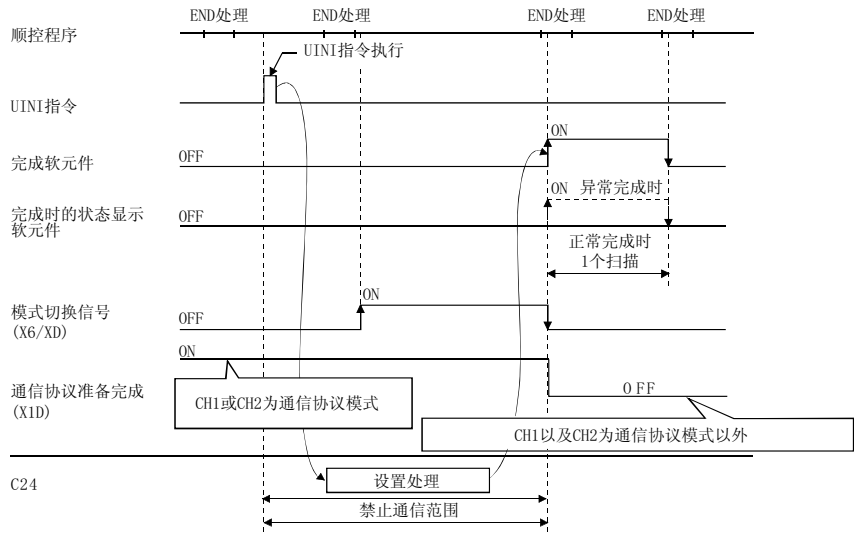 END处理 END处理 END处理 END处理
顺控程序
UINI指令执行
UINI指令
ON
完成软元件 OFF
ON 异常完成时
完成时的状态显示 OFF
软元件
正常完成时
1个扫描
ON
模式切换信号 OFF
(X6/XD)
ON
通信协议准备完成 OFF
(X1D)
CH1或CH2为通信协议模式
CH1以及CH2为通信协议模式以外
C24 设置处理
禁止通信范围